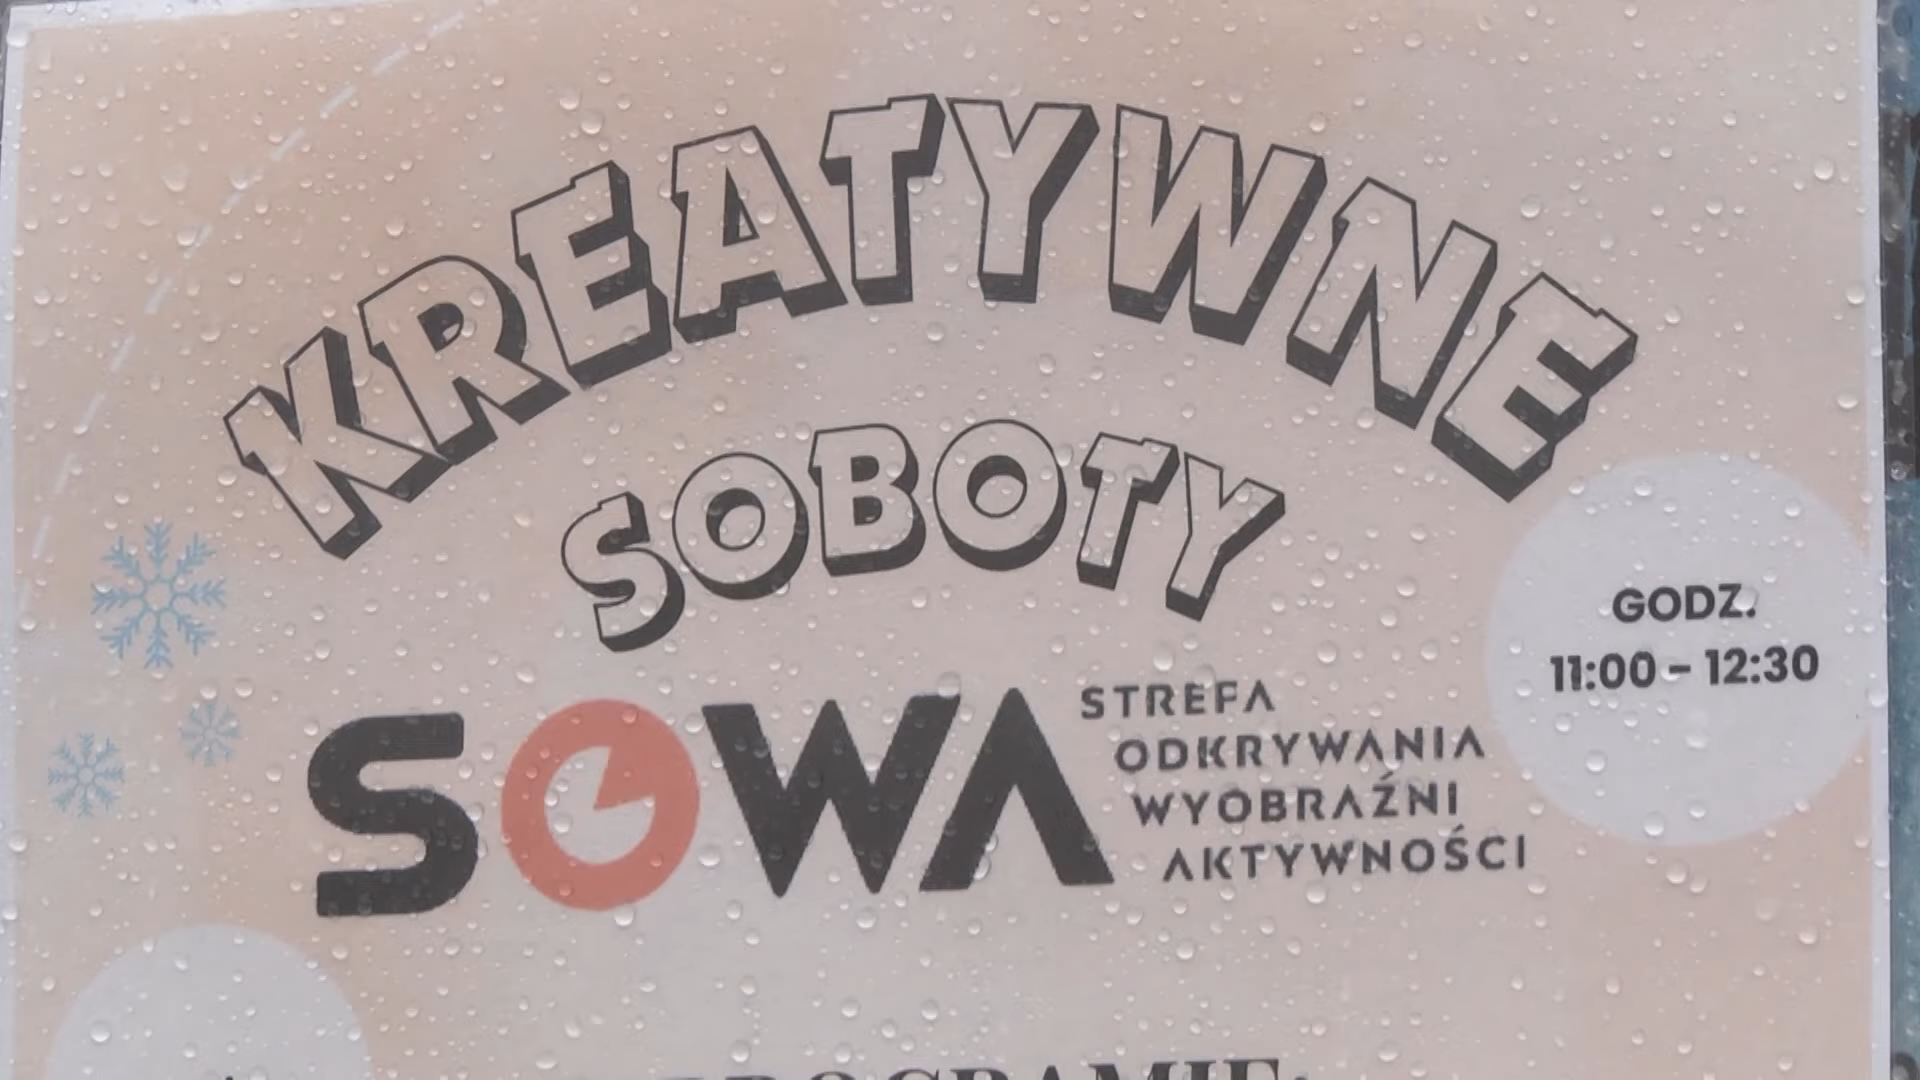 KREATYWNE
SOBOTY
GODZ.
11:00 – 12:30
SOWA
STREFA
ODKRYWANIA
WYOBRAŹNI
AKTYWNOŚCI